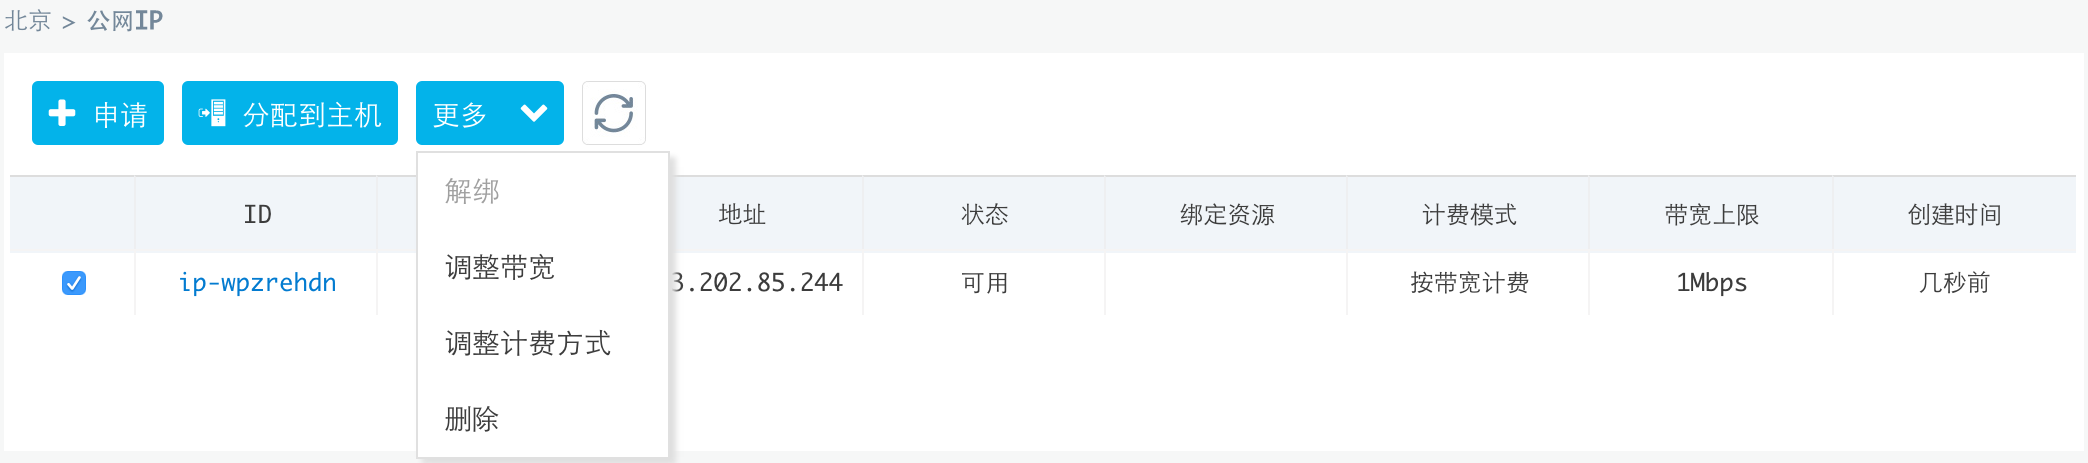 北京 > 公网IP
申请 分配到主机 更多
解绑
调整带宽
调整计费方式
删除
ID 地址 状态 绑定资源 计费模式 带宽上限 创建时间
ip-wpzrehdn 3.202.85.244 可用 按带宽计费 1Mbps 几秒前